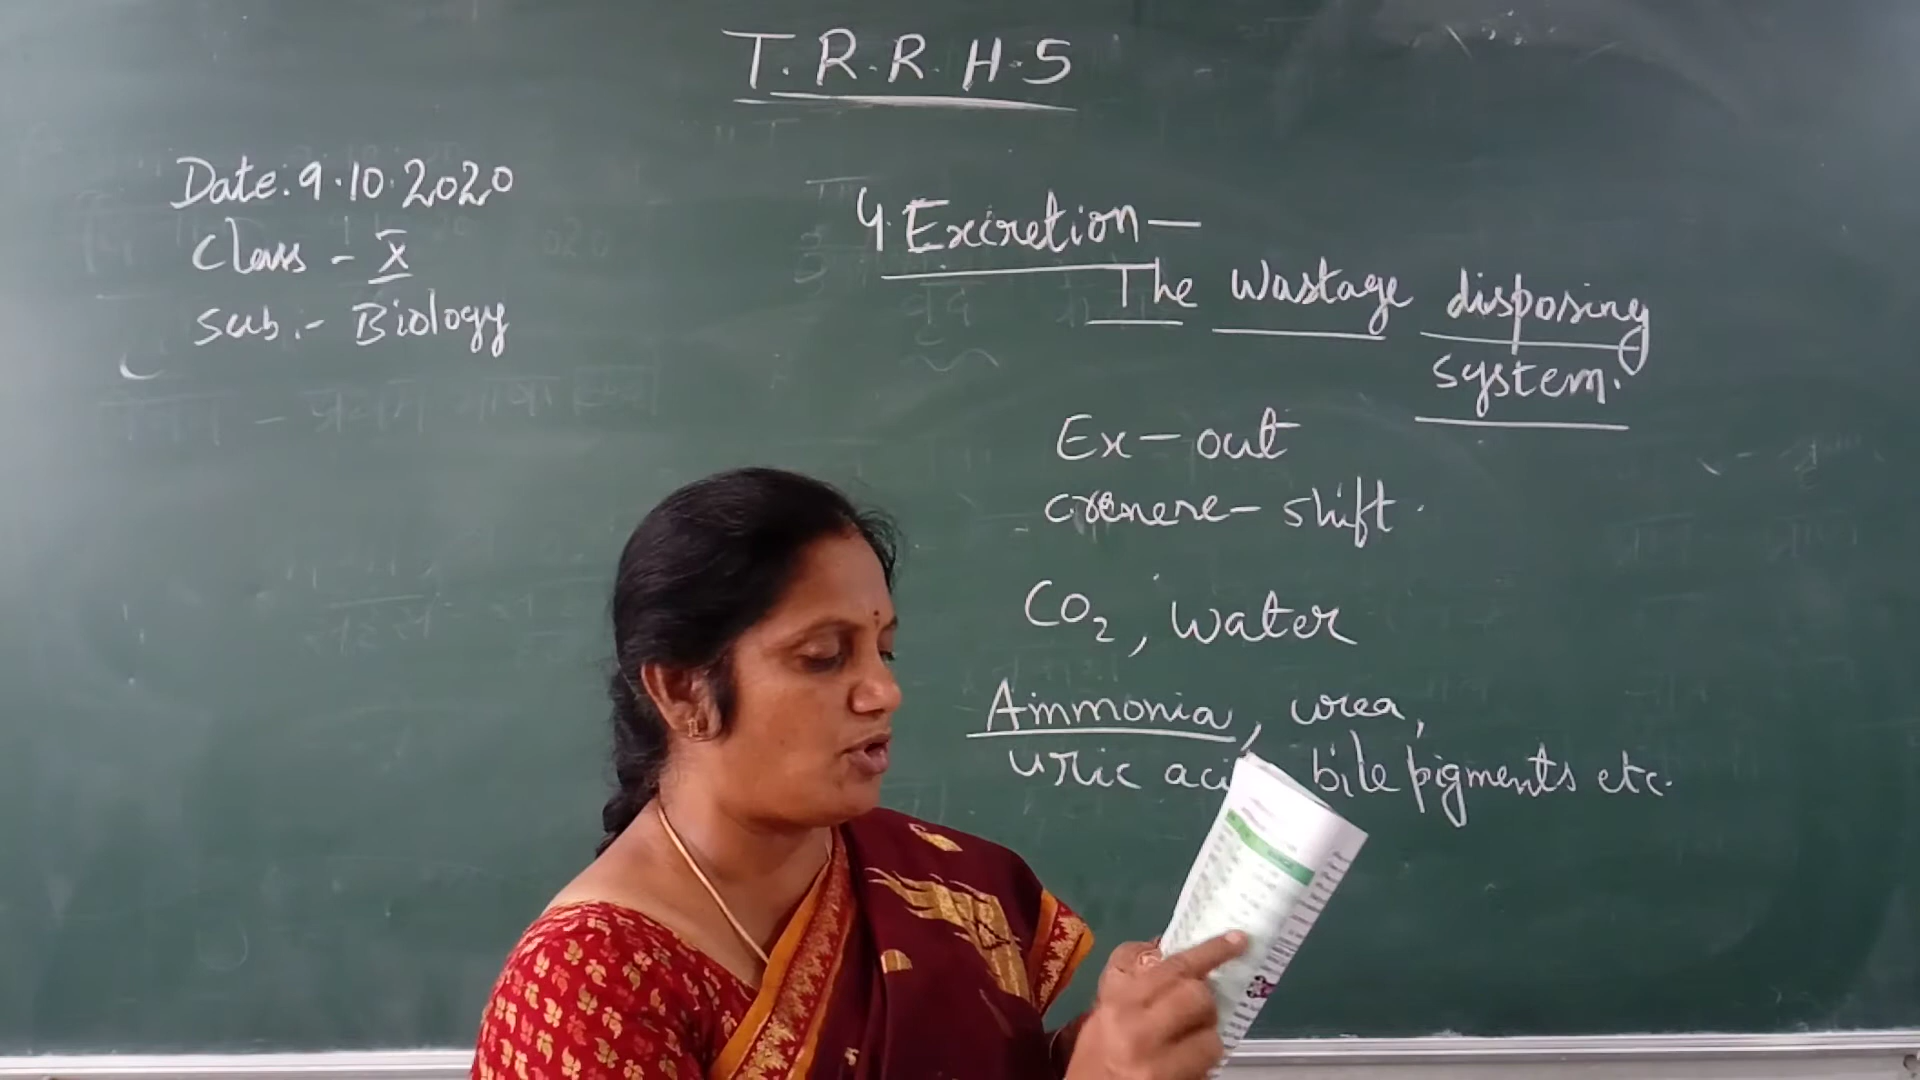 T.R.R.H.S
Date:9.10.2020
Class - X
Sub:- Biology
4. Excretion —
The Wastage disposing
system.
Ex — out
crenere — shift.
CO2, water
Ammonia, urea,
uric bile pigments etc.